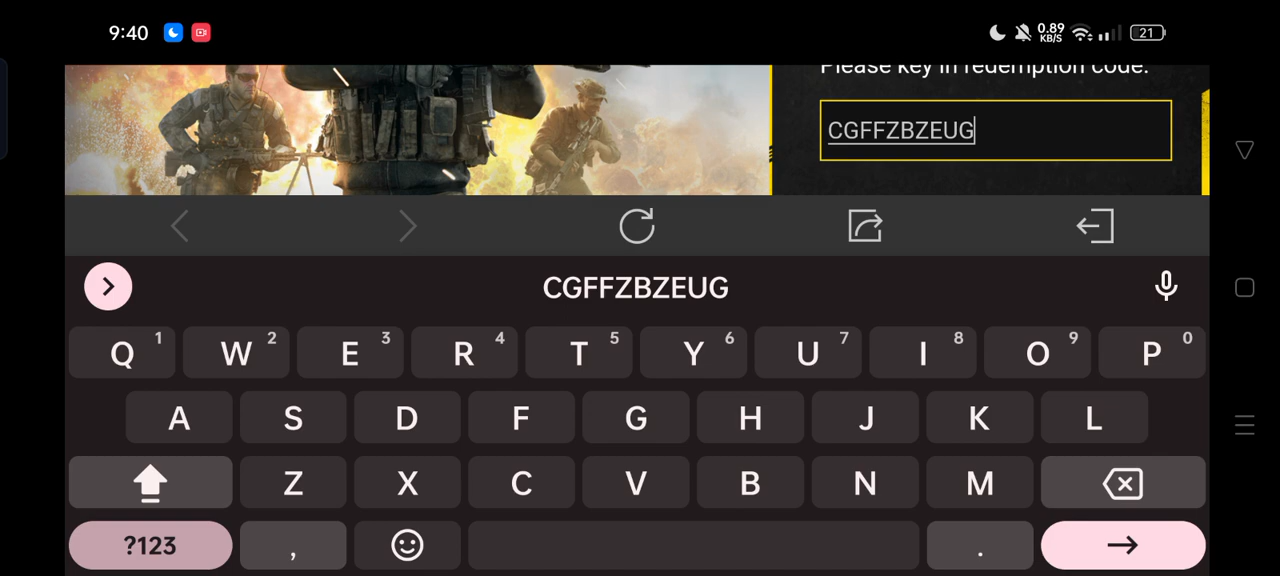 9:40
0.89
KB/S
21
Please key in redemption code:
CGFFZBZEUG
CGFFZBZEUG
Q 1 W 2 E 3 R 4 T 5 Y 6 U 7 I 8 O 9 P 0
A S D F G H J K L
Z X C V B N M
?123 , .